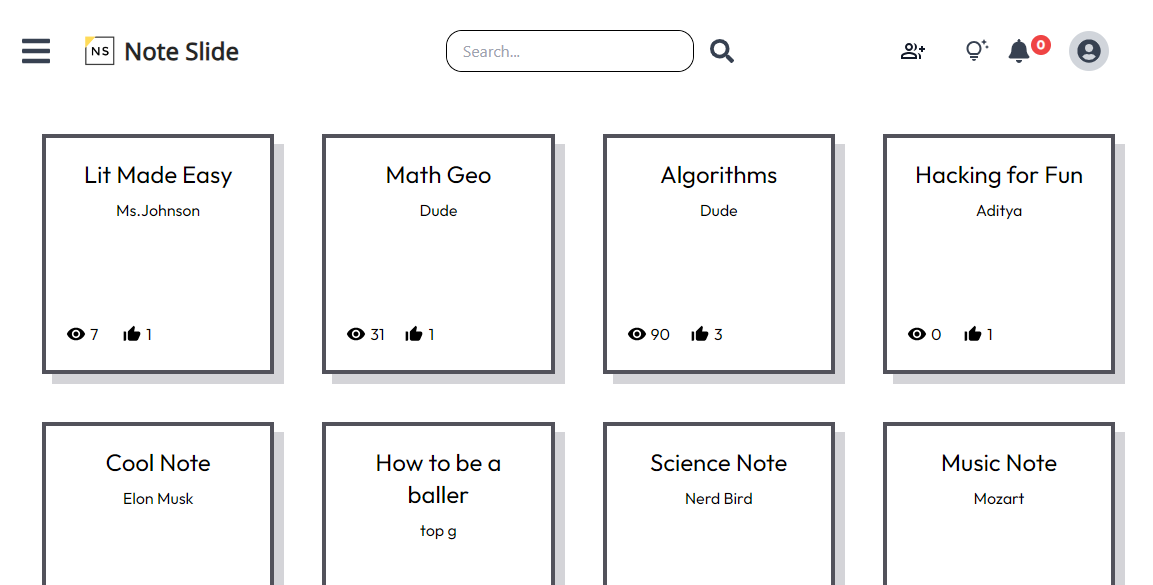 NS Note Slide
Search...
0
Lit Made Easy
Ms.Johnson
7 1
Math Geo
Dude
31 1
Algorithms
Dude
90 3
Hacking for Fun
Aditya
0 1
Cool Note
Elon Musk
How to be a
baller
top g
Science Note
Nerd Bird
Music Note
Mozart